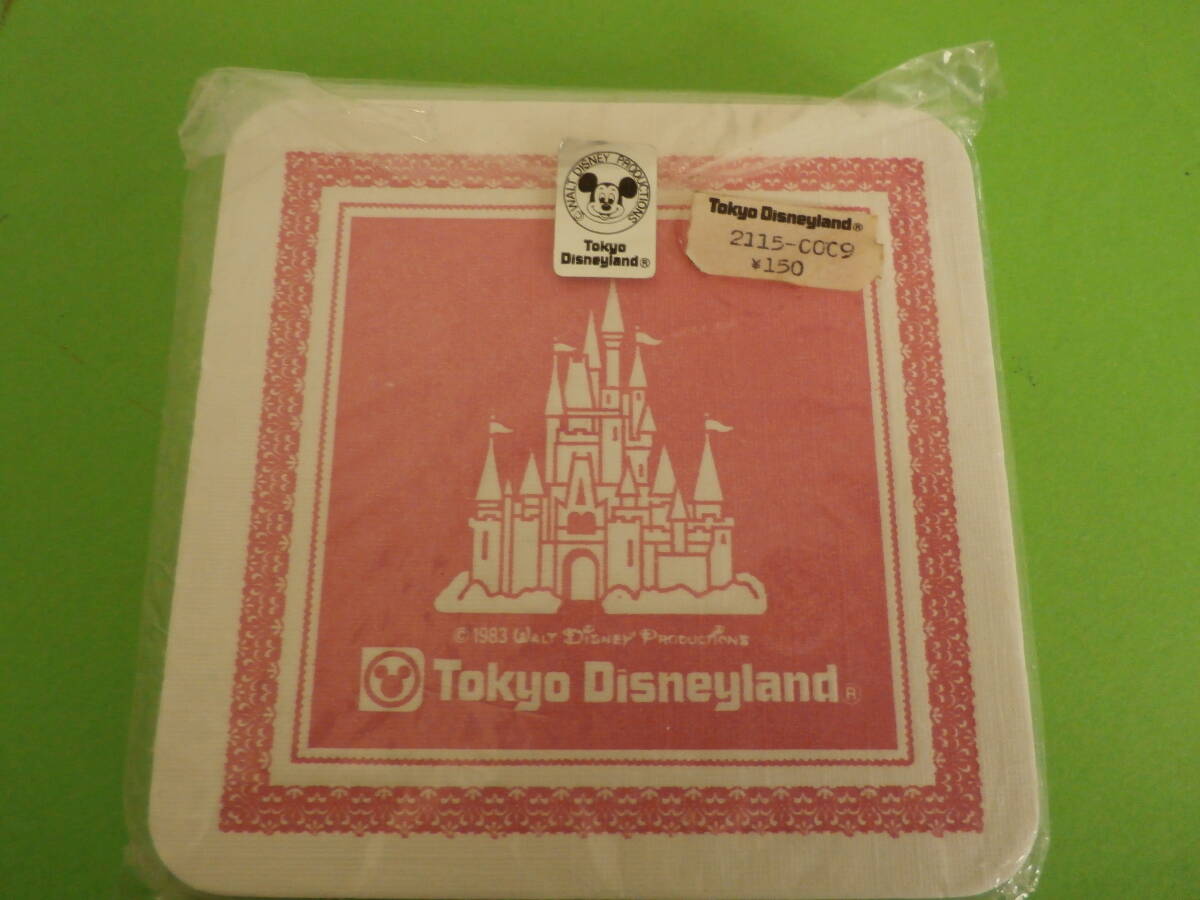 © WALT DISNEY PRODUCTIONS
Tokyo
Disneyland®
Tokyo Disneyland®
2115-C0C9
¥150
© 1983 WALT DISNEY PRODUCTIONS
Tokyo Disneyland®